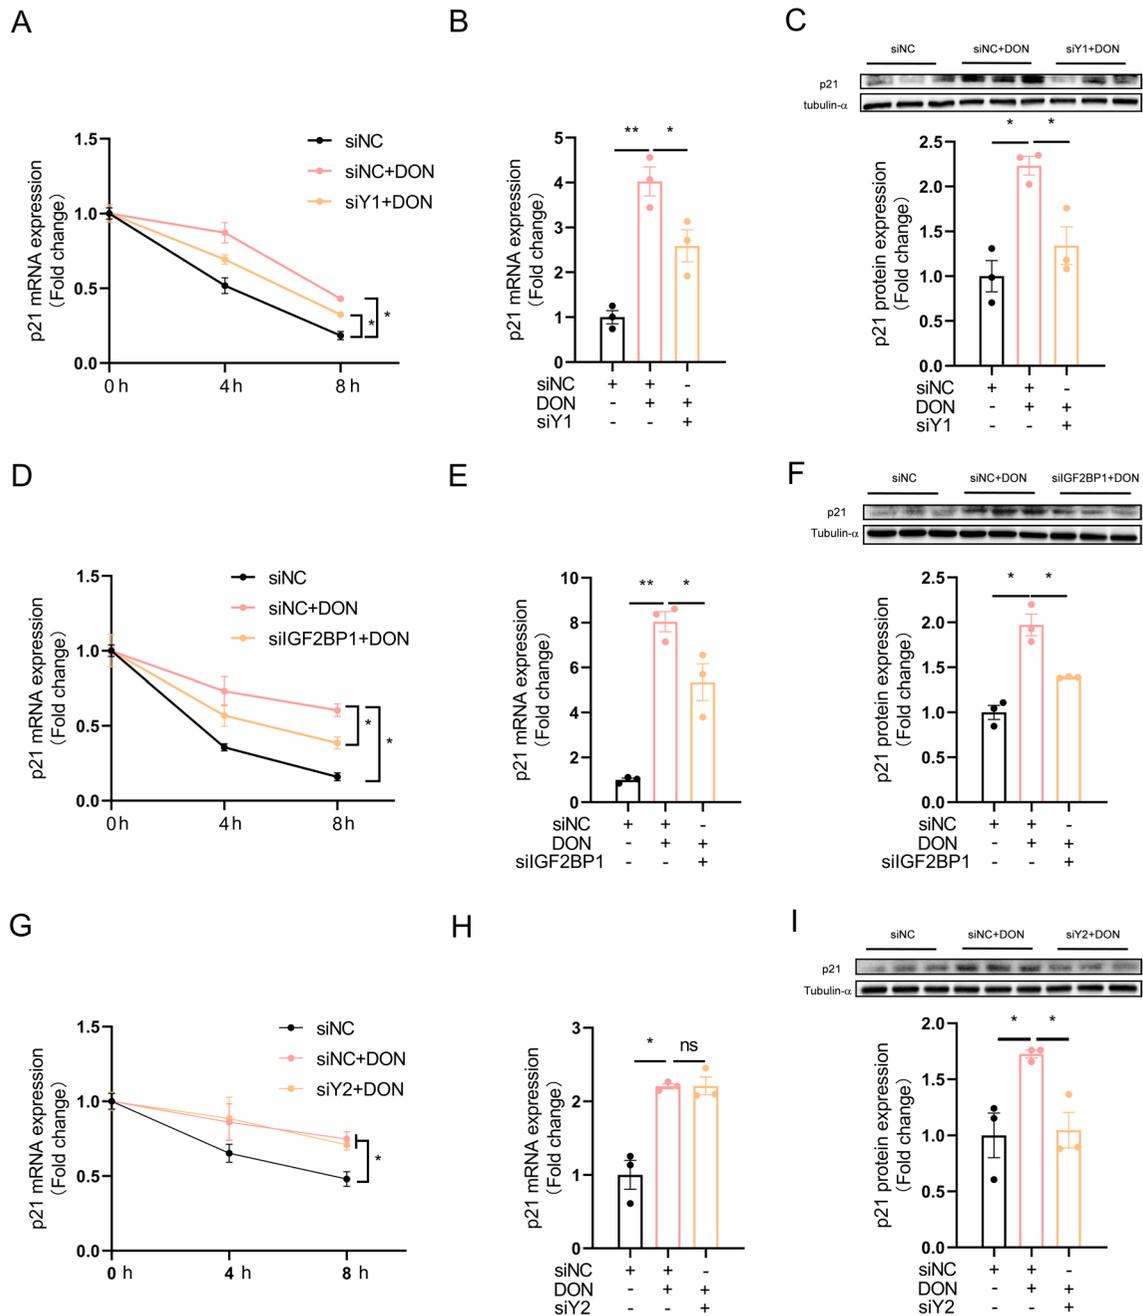 A
1.5
1.0
0.5
0.0
p21 mRNA expression
(Fold change)
0 h
4 h
8 h
siNC
siNC+DON
siY1+DON
*
*
B
5
4
3
2
1
0
p21 mRNA expression
(Fold change)
**
*
siNC + + -
DON - + +
siY1 - - +
C
siNC
siNC+DON
siY1+DON
p21
tubulin-α
2.5
2.0
1.5
1.0
0.5
0.0
p21 protein expression
(Fold change)
*
*
siNC + + -
DON - + +
siY1 - - +
D
1.5
1.0
0.5
0.0
p21 mRNA expression
(Fold change)
0 h
4 h
8 h
siNC
siNC+DON
siIGF2BP1+DON
*
*
E
10
8
6
4
2
0
p21 mRNA expression
(Fold change)
**
*
siNC + + -
DON - + +
siIGF2BP1 - - +
F
siNC
siNC+DON
siIGF2BP1+DON
p21
Tubulin-α
2.5
2.0
1.5
1.0
0.5
0.0
p21 protein expression
(Fold change)
*
*
siNC + + -
DON - + +
siIGF2BP1 - - +
G
1.5
1.0
0.5
0.0
p21 mRNA expression
(Fold change)
0 h
4 h
8 h
siNC
siNC+DON
siY2+DON
*
H
3
2
1
0
p21 mRNA expression
(Fold change)
*
ns
siNC + + -
DON - + +
siY2 - - +
I
siNC
siNC+DON
siY2+DON
p21
Tubulin-α
2.0
1.5
1.0
0.5
0.0
p21 protein expression
(Fold change)
*
*
siNC + + -
DON - + +
siY2 - - +